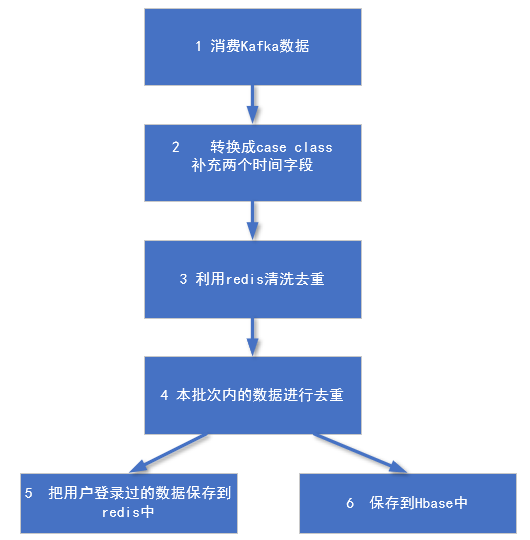 1 消费Kafka数据
2 转换成case class
补充两个时间字段
3 利用redis清洗去重
4 本批次内的数据进行去重
5 把用户登录过的数据保存到
redis中
6 保存到Hbase中